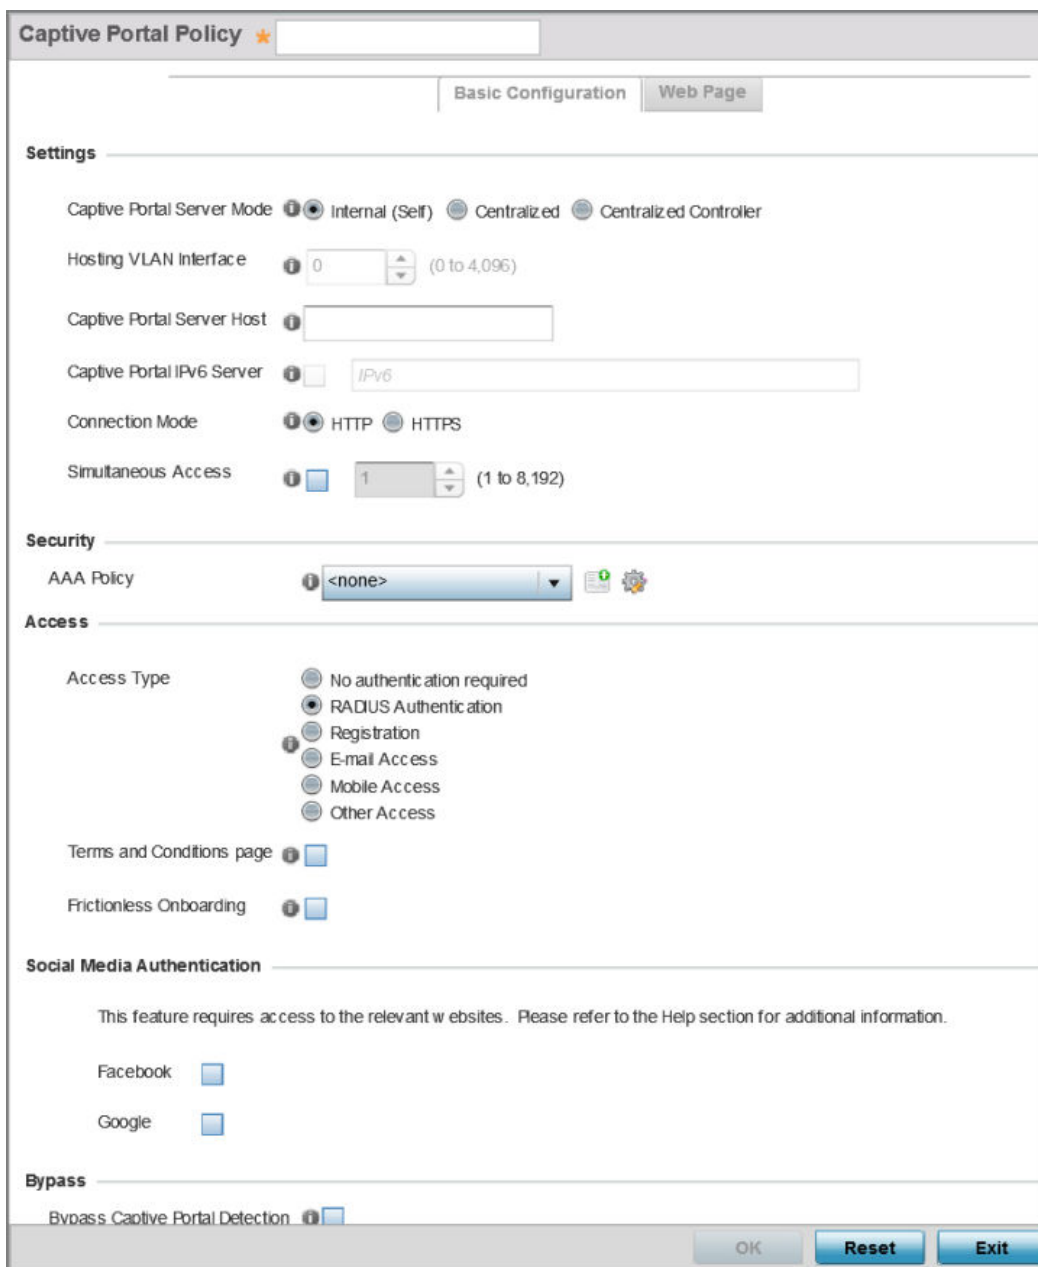 Captive Portal Policy *
Basic Configuration Web Page
Settings
Captive Portal Server Mode Internal (Self) Centralized Centralized Controller
Hosting VLAN Interface 0 (0 to 4,096)
Captive Portal Server Host
Captive Portal IPv6 Server IPv6
Connection Mode HTTP HTTPS
Simultaneous Access 1 (1 to 8,192)
Security
AAA Policy <none>
Access
Access Type No authentication required
RADIUS Authentication
Registration
E-mail Access
Mobile Access
Other Access
Terms and Conditions page
Frictionless Onboarding
Social Media Authentication
This feature requires access to the relevant websites. Please refer to the Help section for additional information.
Facebook
Google
Bypass
Bypass Captive Portal Detection
OK Reset Exit